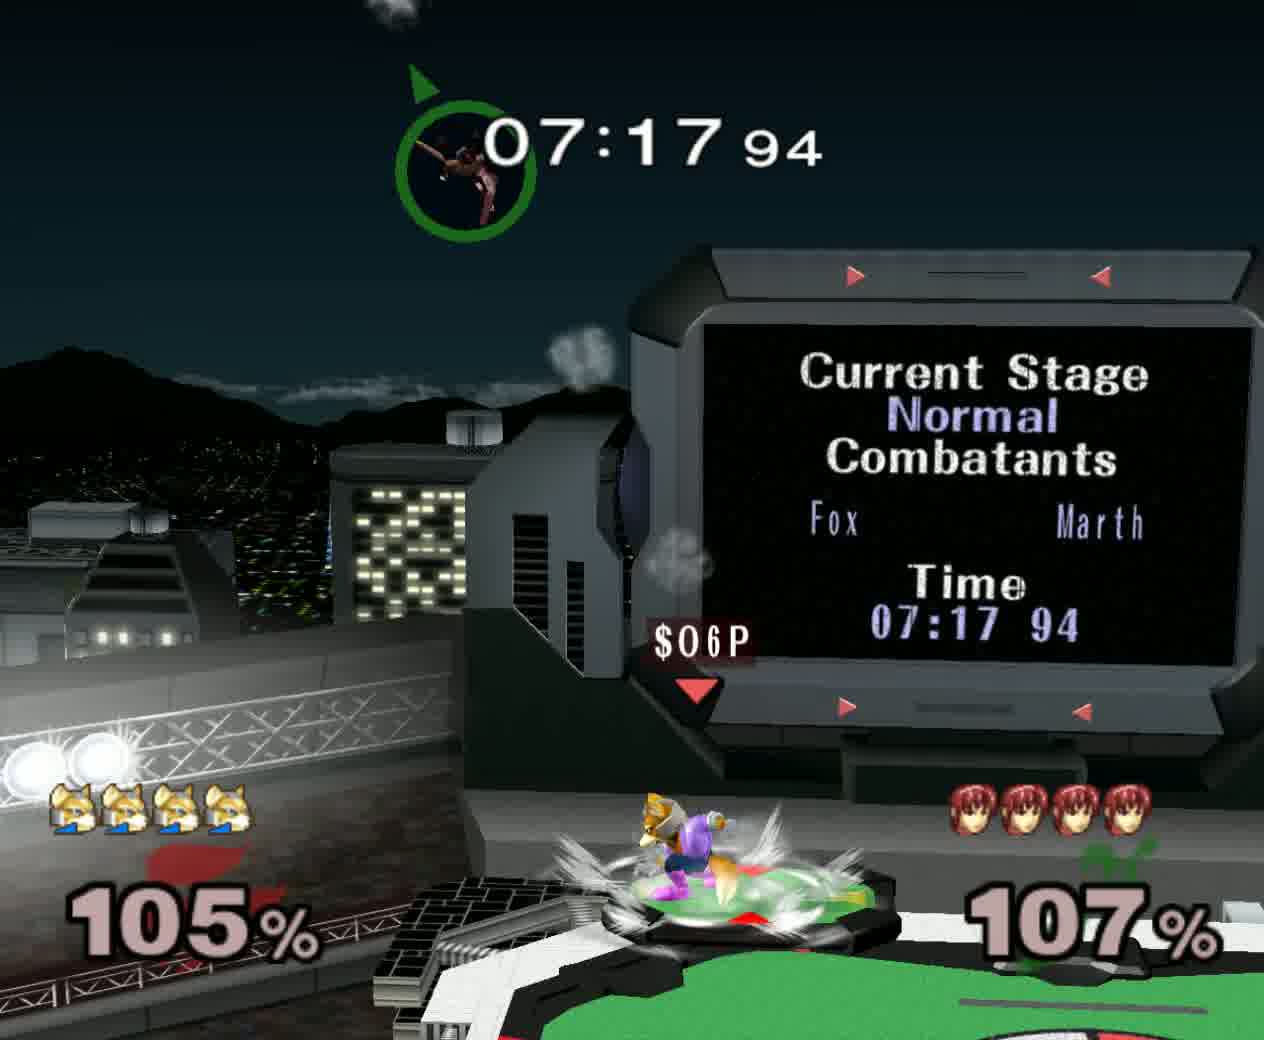 07:17 94
Current Stage
Normal
Combatants
Fox Marth
Time
07:17 94
$06P
105%
107%